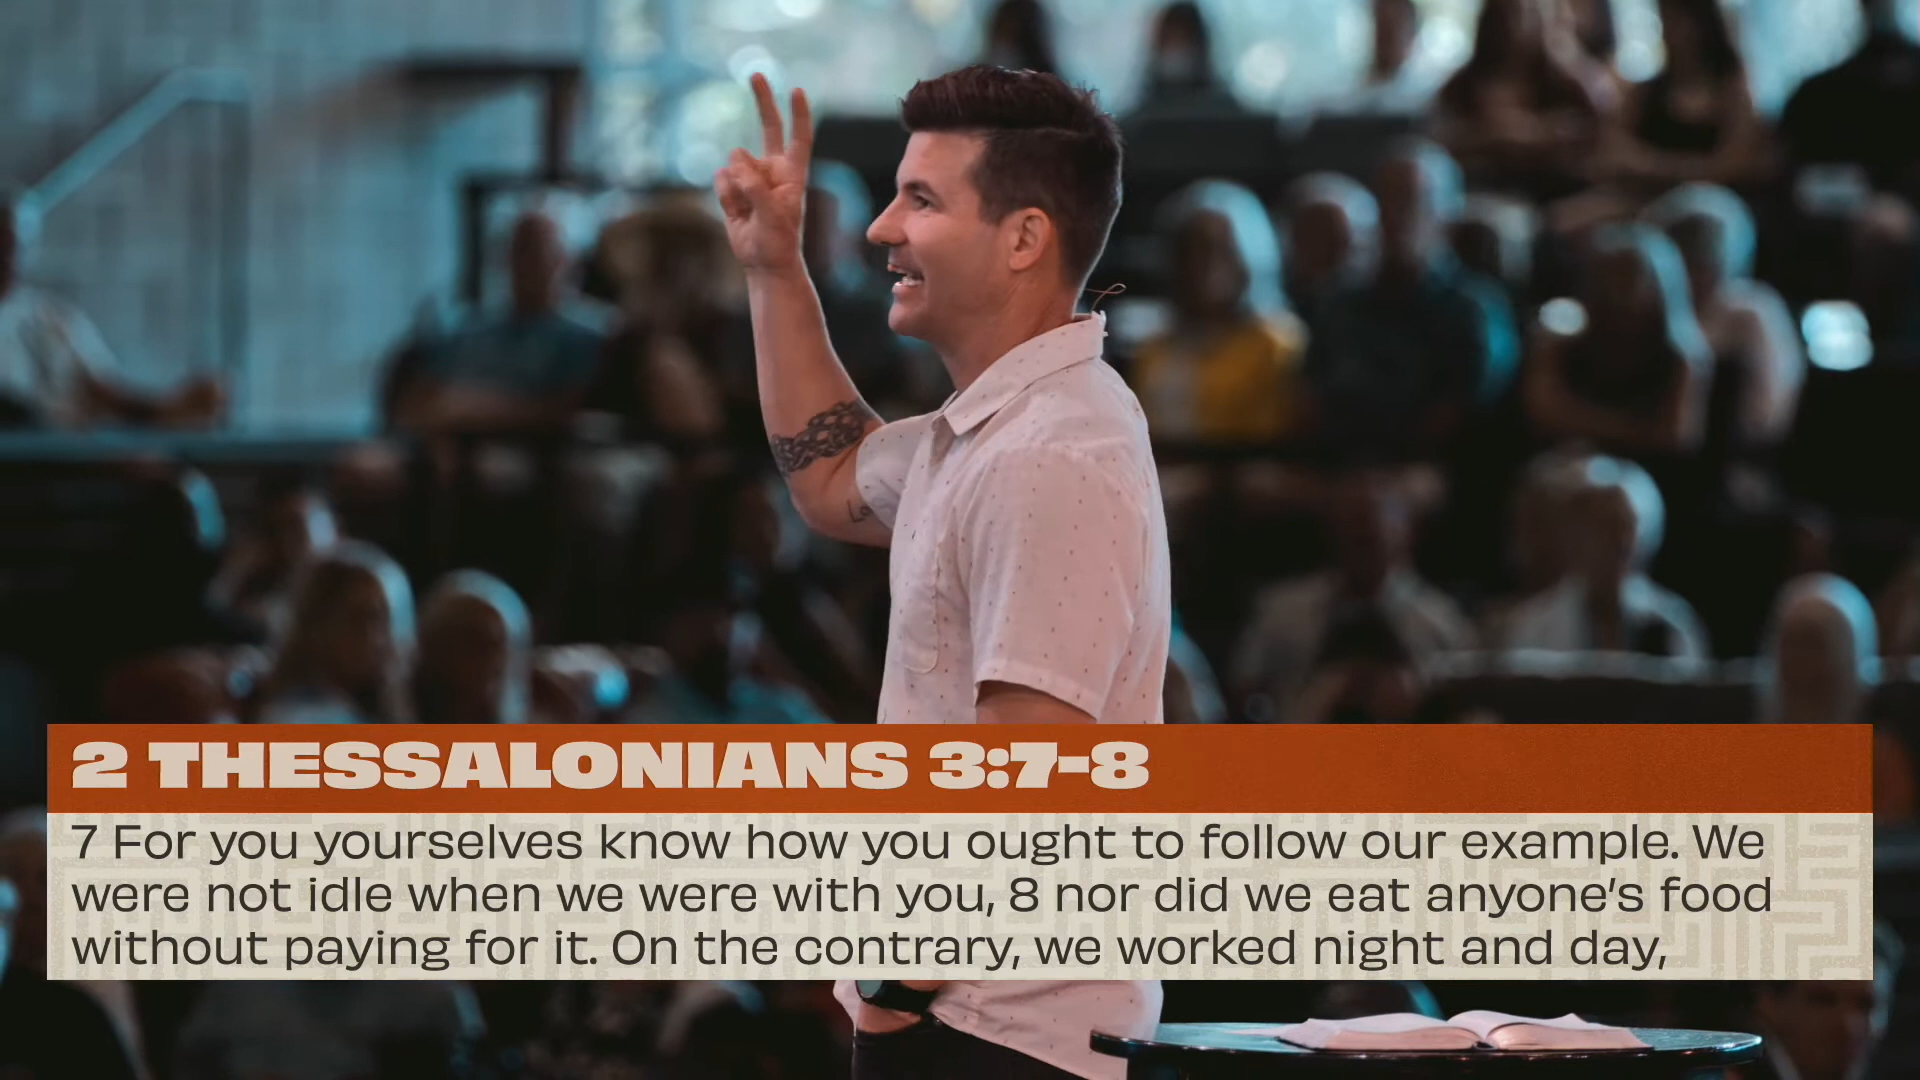 2 THESSALONIANS 3:7-8
7 For you yourselves know how you ought to follow our example. We
were not idle when we were with you, 8 nor did we eat anyone’s food
without paying for it. On the contrary, we worked night and day,